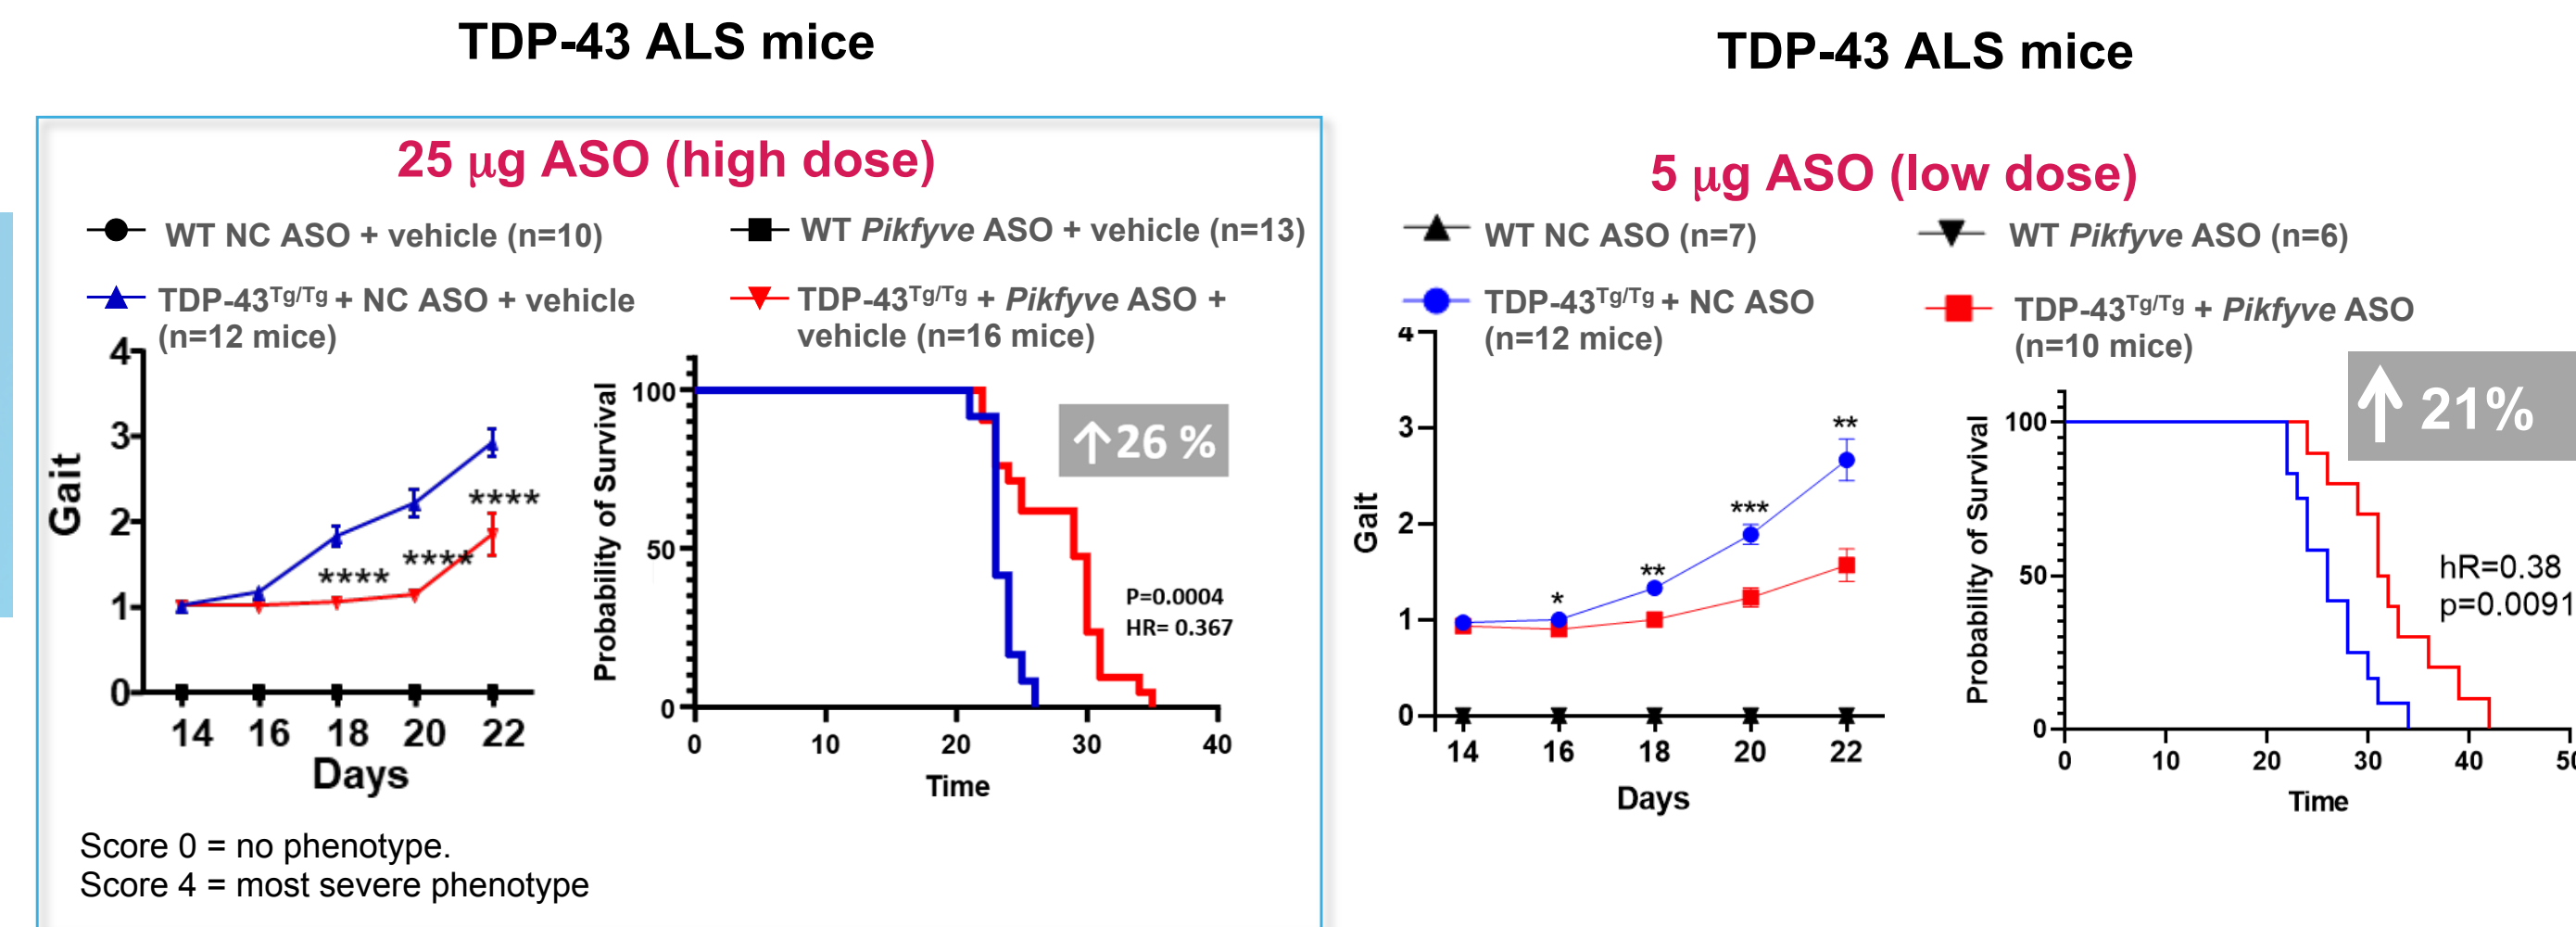 TDP-43 ALS mice
25 μg ASO (high dose)
WT NC ASO + vehicle (n=10)
WT Pikfyve ASO + vehicle (n=13)
TDP-43Tg/Tg + NC ASO + vehicle
(n=12 mice)
TDP-43Tg/Tg + Pikfyve ASO +
vehicle (n=16 mice)
Gait
4
3
2
1
0
****
****
****
14 16 18 20 22
Days
Probability of Survival
100
50
0
↑26 %
P=0.0004
HR= 0.367
0 10 20 30 40
Time
Score 0 = no phenotype.
Score 4 = most severe phenotype
TDP-43 ALS mice
5 μg ASO (low dose)
WT NC ASO (n=7)
WT Pikfyve ASO (n=6)
TDP-43Tg/Tg + NC ASO
(n=12 mice)
TDP-43Tg/Tg + Pikfyve ASO
(n=10 mice)
Gait
4
3
2
1
0
*
**
***
**
14 16 18 20 22
Days
Probability of Survival
100
50
0
↑ 21%
hR=0.38
p=0.0091
0 10 20 30 40 50
Time